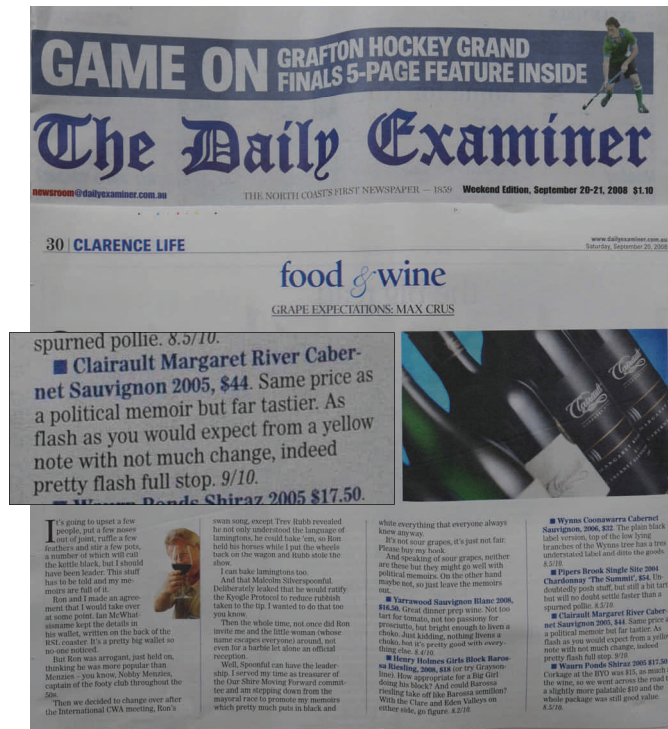 GAME ON
GRAFTON HOCKEY GRAND
FINALS 5-PAGE FEATURE INSIDE
The Daily Examiner
newsroom@dailyexaminer.com.au
THE NORTH COAST'S FIRST NEWSPAPER — 1859
Weekend Edition, September 20-21, 2008 $1.10
30 | CLARENCE LIFE
www.dailyexaminer.com.au
Saturday, September 20, 2008
food & wine
GRAPE EXPECTATIONS: MAX CRUS
spurned pollie. 8.5/10.
■ Clairault Margaret River Caber-
net Sauvignon 2005, $44. Same price as
a political memoir but far tastier. As
flash as you would expect from a yellow
note with not much change, indeed
pretty flash full stop. 9/10.
■ Waurn Ponds Shiraz 2005 $17.50.
Clairault
Clairault
It's going to upset a few
people, put a few noses
out of joint, ruffle a few
feathers and stir a few pots,
a number of which will call
the kettle black, but I should
have been leader. This stuff
has to be told and my me-
moirs are full of it.
Ron and I made an agree-
ment that I would take over
at some point. Ian McWhat-
sisname kept the details in
his wallet, written on the back of the
RSL coaster. It's a pretty big wallet so
no-one noticed.
But Ron was arrogant, just held on,
thinking he was more popular than
Menzies – you know, Nobby Menzies,
captain of the footy club throughout the
50s.
Then we decided to change over after
the International CWA meeting, Ron's
swan song, except Trev Rubb revealed
he not only understood the language of
lamingtons, he could bake 'em, so Ron
held his horses while I put the wheels
back on the wagon and timbo stole the
show.
I can bake lamingtons too.
And that Malcolm Silverspoonful.
Deliberately leaked that he would ratify
the Kyogle Protocol to reduce rubbish
taken to the tip. I wanted to do that too
you know.
Then the whole time, not once did Ron
invite me and the little woman (whose
name escapes everyone) around, not
even for a barbie let alone an official
reception.
Well, Spoonful can have the leader-
ship. I served my time as treasurer of
the Our Shire Moving Forward commit-
tee and am stepping down from the
mayoral race to promote my memoirs
which pretty much puts in black and
white everything that everyone always
knew anyway.
It's not sour grapes, it's just not fair.
Please buy my book.
And speaking of sour grapes, neither
are these but they might go well with
political memoirs. On the other hand
maybe not, so just leave the memoirs
out.
■ Yarrawood Sauvignon Blanc 2008,
$16.50. Great dinner prep wine. Not too
tart for tomato, not too passiony for
prosciutto, but bright enough to liven a
choko. Just kidding, nothing livens a
choko, but it's pretty good with every-
thing else. 8.4/10.
■ Henry Holmes Girls Block Baros-
sa Riesling, 2008, $18 (or try Grayson
line). How appropriate for a Big Girl
doing his block? And could Barossa
riesling take off like Barossa semillon?
With the Clare and Eden Valleys on
either side, go figure. 8.2/10.
■ Wynns Coonawarra Cabernet
Sauvignon, 2006, $32. The plain black
label version, top of the low lying
branches of the Wynns tree has a tres
understated label and ditto the goods.
8.3/10.
■ Pipers Brook Single Site 2004
Chardonnay 'The Summit', $54. Un-
doubtedly posh stuff, but still a bit tart
but will no doubt settle faster than a
spurned pollie. 8.5/10.
■ Clairault Margaret River Caber-
net Sauvignon 2005, $44. Same price a
a political memoir but far tastier. As
flash as you would expect from a yellow
note with not much change, indeed
pretty flash full stop. 9/10.
■ Waurn Ponds Shiraz 2005 $17.50
Corkage at the BYO was $15, as much
the wine, so we went across the road t
a slightly more palatable $10 and the
whole package was still good value.
8.5/10.